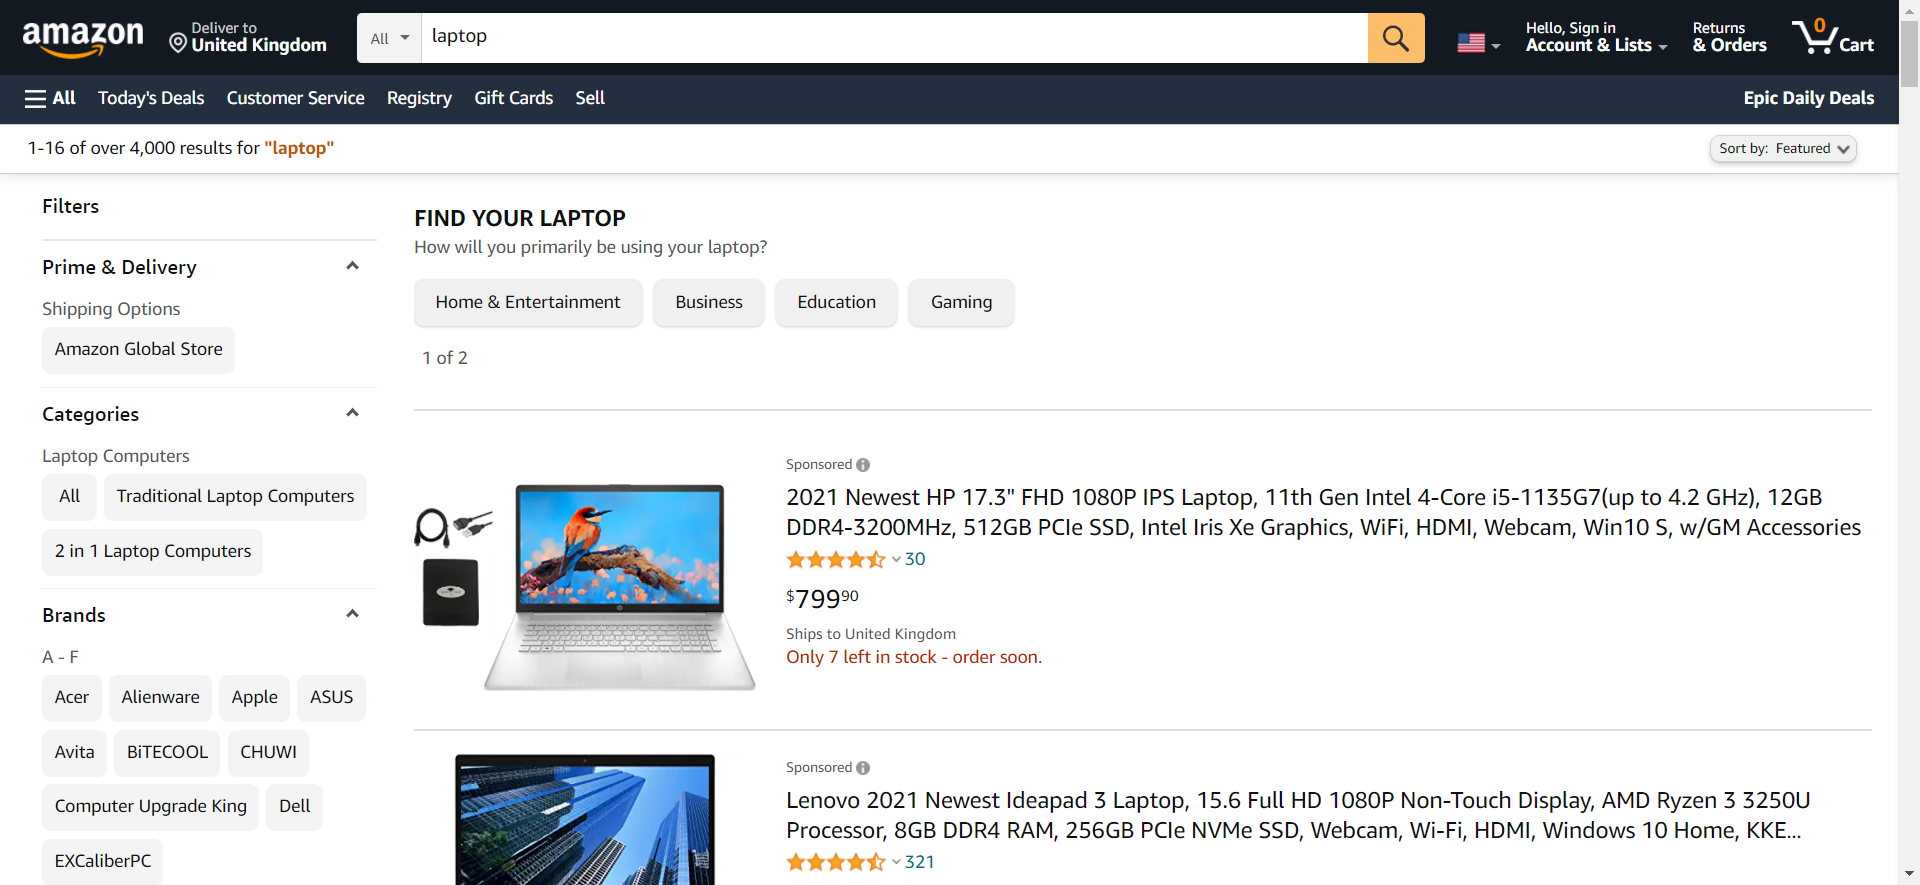 amazon
Deliver to
United Kingdom
All
laptop
Hello, Sign in
Account & Lists
Returns
& Orders
0
Cart
All
Today's Deals
Customer Service
Registry
Gift Cards
Sell
Epic Daily Deals
1-16 of over 4,000 results for "laptop"
Sort by: Featured
Filters
Prime & Delivery
Shipping Options
Amazon Global Store
Categories
Laptop Computers
All
Traditional Laptop Computers
2 in 1 Laptop Computers
Brands
A - F
Acer
Alienware
Apple
ASUS
Avita
BiTECOOL
CHUWI
Computer Upgrade King
Dell
EXCaliberPC
FIND YOUR LAPTOP
How will you primarily be using your laptop?
Home & Entertainment
Business
Education
Gaming
1 of 2
Sponsored
2021 Newest HP 17.3" FHD 1080P IPS Laptop, 11th Gen Intel 4-Core i5-1135G7(up to 4.2 GHz), 12GB
DDR4-3200MHz, 512GB PCIe SSD, Intel Iris Xe Graphics, WiFi, HDMI, Webcam, Win10 S, w/GM Accessories
30
$79990
Ships to United Kingdom
Only 7 left in stock - order soon.
Sponsored
Lenovo 2021 Newest Ideapad 3 Laptop, 15.6 Full HD 1080P Non-Touch Display, AMD Ryzen 3 3250U
Processor, 8GB DDR4 RAM, 256GB PCIe NVMe SSD, Webcam, Wi-Fi, HDMI, Windows 10 Home, KKE...
321